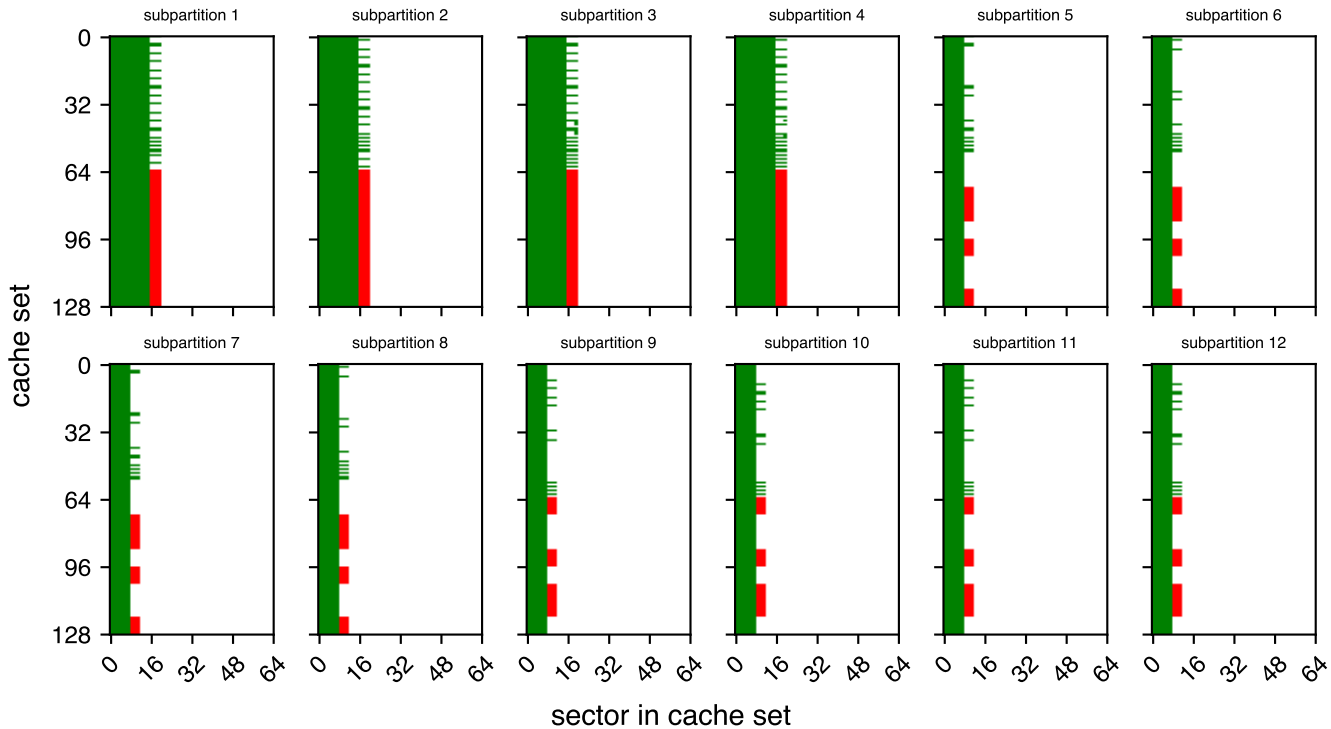 subpartition 1
subpartition 2
subpartition 3
subpartition 4
subpartition 5
subpartition 6
0
32
64
96
128
cache set
subpartition 7
subpartition 8
subpartition 9
subpartition 10
subpartition 11
subpartition 12
0
32
64
96
128
0 16 32 48 64
0 16 32 48 64
0 16 32 48 64
0 16 32 48 64
0 16 32 48 64
0 16 32 48 64
sector in cache set